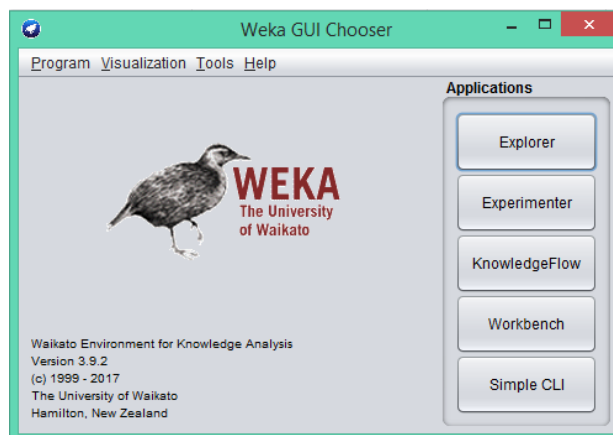 Weka GUI Chooser
Program Visualization Tools Help
Applications
Explorer
Experimenter
KnowledgeFlow
Workbench
Simple CLI
WEKA
The University
of Waikato
Waikato Environment for Knowledge Analysis
Version 3.9.2
(c) 1999 - 2017
The University of Waikato
Hamilton, New Zealand